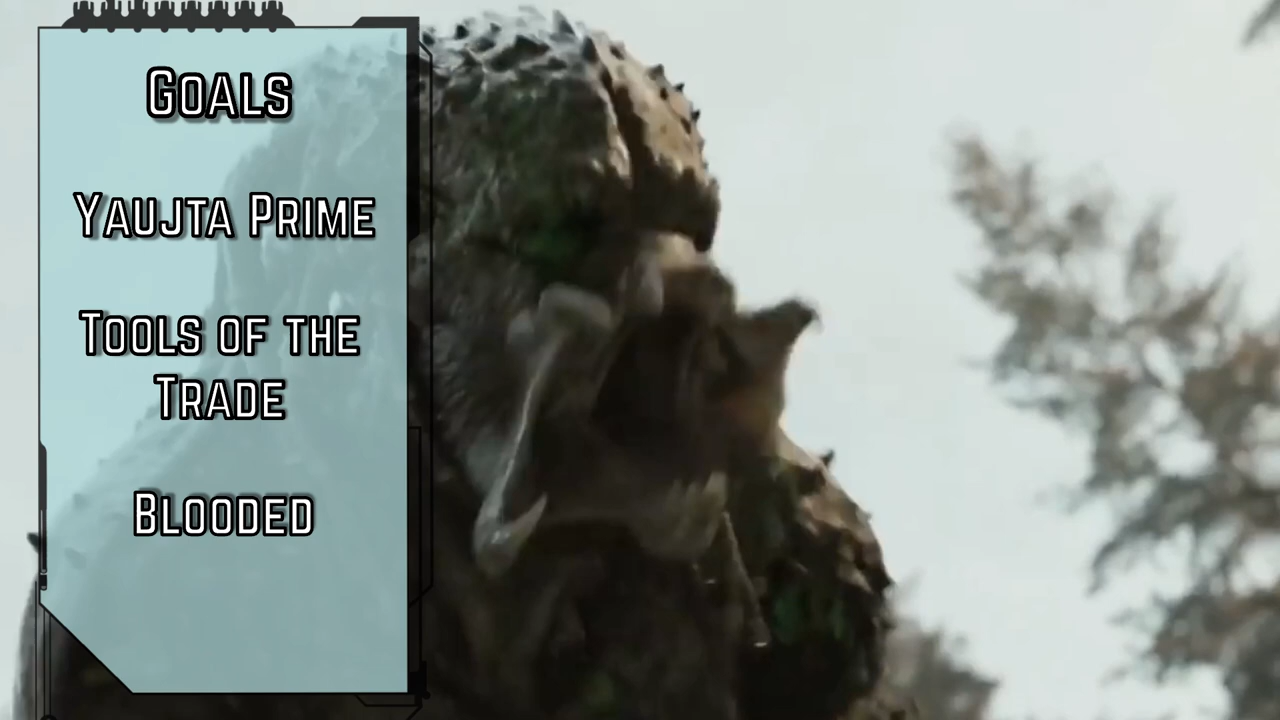 Goals
Yaujta Prime
Tools of the
Trade
Blooded